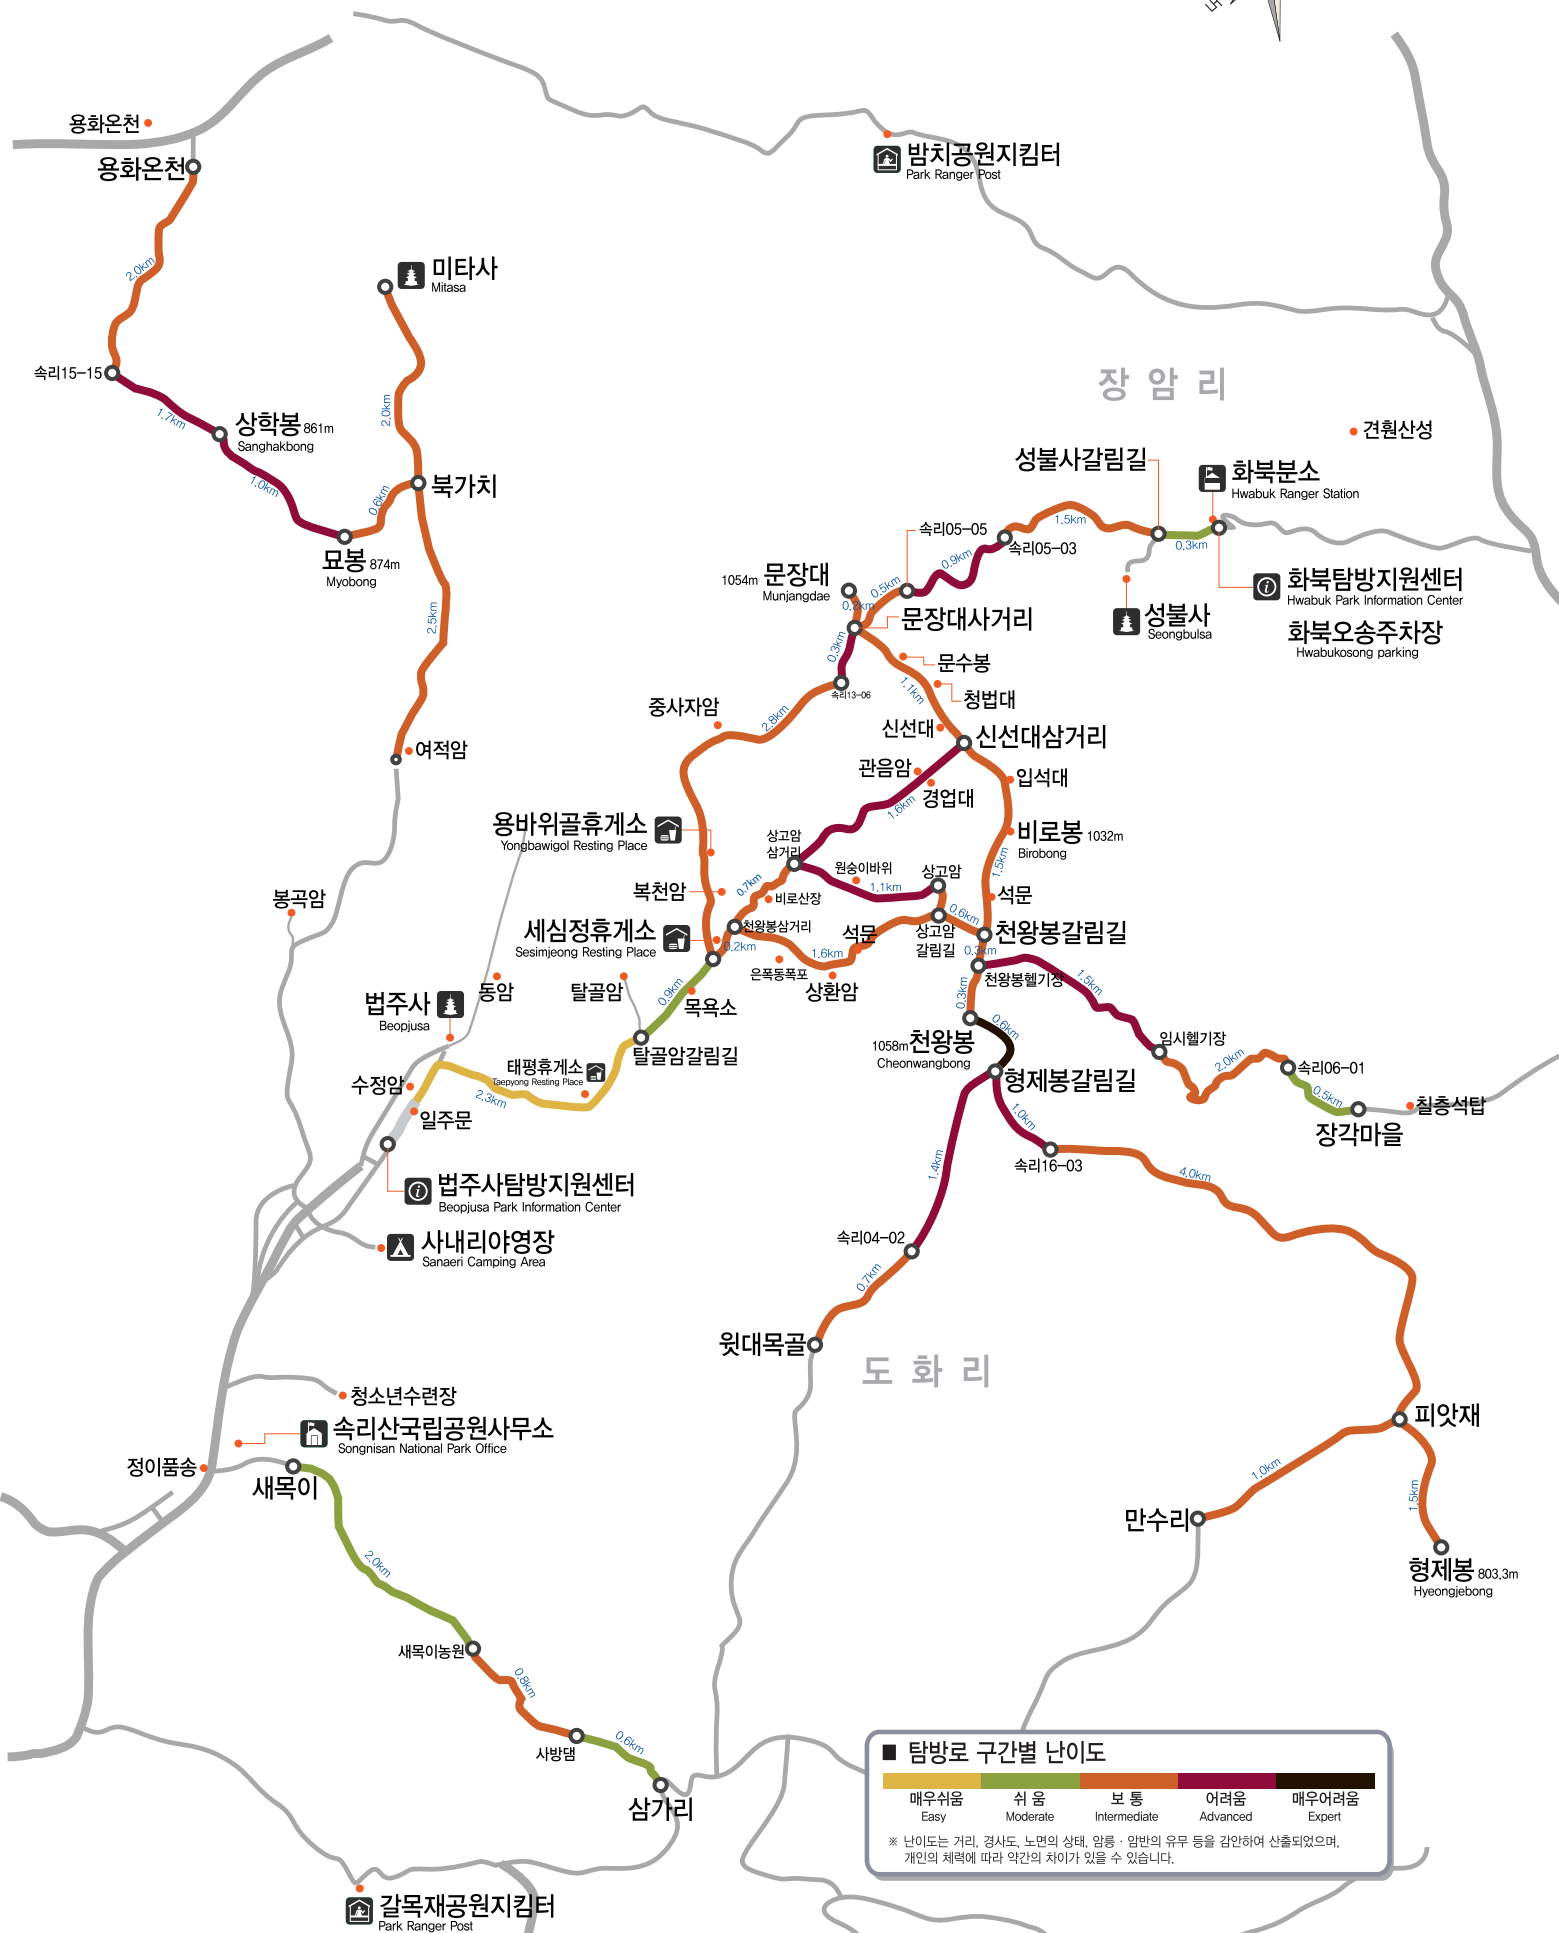 용화온천
용화온천
2.0km
속리15-15
1.7km
상학봉 861m
Sanghakbong
1.0km
묘봉 874m
Myobong
0.6km
미타사
Mitasa
2.0km
북가치
2.5km
여적암
밤치공원지킴터
Park Ranger Post
장 암 리
견훤산성
성불사갈림길
화북분소
Hwabuk Ranger Station
0.3km
화북탐방지원센터
Hwabuk Park Information Center
화북오송주차장
Hwabukosong parking
성불사
Seongbulsa
1.5km
속리05-05
속리05-03
0.9km
0.5km
1054m 문장대
Munjangdae
0.2km
문장대사거리
0.3km
속리13-06
문수봉
1.1km
청법대
신선대
신선대삼거리
중사자암
2.8km
관음암
경업대
1.6km
입석대
비로봉 1032m
Birobong
1.5km
용바위골휴게소
Yongbawigol Resting Place
상고암
삼거리
원숭이바위
1.1km
상고암
석문
0.7km
복천암
비로산장
천왕봉삼거리
세심정휴게소
Sesimjeong Resting Place
0.2km
석문
1.6km
은폭동폭포
상환암
상고암
갈림길
0.6km
천왕봉갈림길
0.3km
천왕봉헬기장
0.3km
1.5km
봉곡암
법주사
Beopjusa
동암
탈골암
0.9km
목욕소
탈골암갈림길
태평휴게소
Taepyong Resting Place
2.3km
수정암
일주문
1058m 천왕봉
Cheonwangbong
0.6km
형제봉갈림길
임시헬기장
2.0km
속리06-01
0.5km
장각마을
칠층석탑
1.0km
속리16-03
4.0km
1.4km
법주사탐방지원센터
Beopjusa Park Information Center
사내리야영장
Sanaeri Camping Area
속리04-02
0.7km
윗대목골
도 화 리
청소년수련장
속리산국립공원사무소
Songnisan National Park Office
정이품송
새목이
2.0km
새목이농원
0.8km
사방댐
0.6km
삼가리
피앗재
1.0km
만수리
1.5km
형제봉 803.3m
Hyeongjebong
갈목재공원지킴터
Park Ranger Post
■ 탐방로 구간별 난이도
매우쉬움 쉬 움 보 통 어려움 매우어려움
Easy Moderate Intermediate Advanced Expert
※ 난이도는 거리, 경사도, 노면의 상태, 암릉 · 암반의 유무 등을 감안하여 산출되었으며,
개인의 체력에 따라 약간의 차이가 있을 수 있습니다.